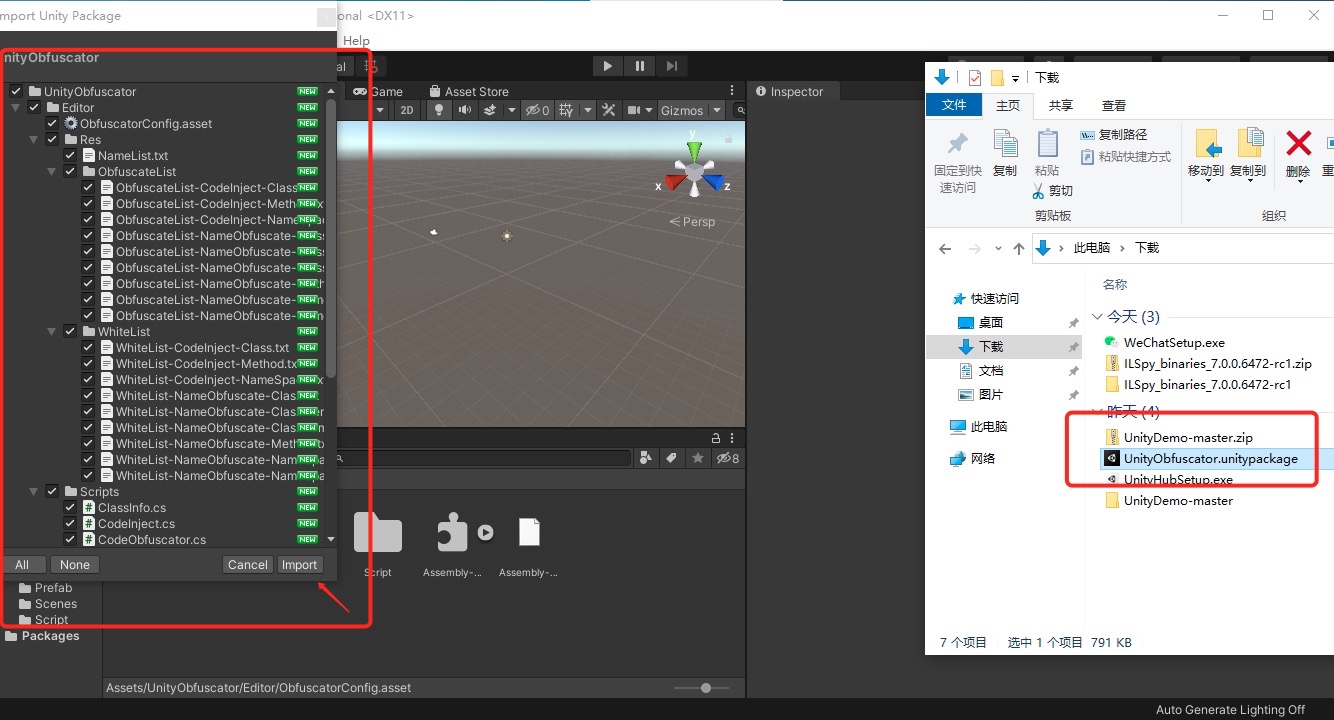 mport Unity Package
onal <DX11>
Help
nityObfuscator
al
UnityObfuscator NEW
Editor NEW
ObfuscatorConfig.asset NEW
Res NEW
NameList.txt NEW
ObfuscateList NEW
ObfuscateList-CodeInject-Class NEW
ObfuscateList-CodeInject-Meth NEW
ObfuscateList-CodeInject-Name NEW
ObfuscateList-NameObfuscate- NEW
ObfuscateList-NameObfuscate- NEW
ObfuscateList-NameObfuscate- NEW
ObfuscateList-NameObfuscate- NEW
ObfuscateList-NameObfuscate- NEW
ObfuscateList-NameObfuscate- NEW
WhiteList NEW
WhiteList-CodeInject-Class.txt NEW
WhiteList-CodeInject-Method.tx NEW
WhiteList-CodeInject-NameSpa NEW
WhiteList-NameObfuscate-Clas NEW
WhiteList-NameObfuscate-Clas NEW
WhiteList-NameObfuscate-Clas NEW
WhiteList-NameObfuscate-Meth NEW
WhiteList-NameObfuscate-Nam NEW
WhiteList-NameObfuscate-Nam NEW
Scripts NEW
ClassInfo.cs NEW
CodeInject.cs NEW
CodeObfuscator.cs NEW
All None Cancel Import
Prefab
Scenes
Script
Packages
Game Asset Store
2D 0 Gizmos
y
x z
Persp
8
Script Assembly-... Assembly-...
Assets/UnityObfuscator/Editor/ObfuscatorConfig.asset
Inspector
下载
文件 主页 共享 查看
固定到快
速访问
复制
粘贴
复制路径
粘贴快捷方式
剪切
移动到 复制到 删除 重
剪贴板 组织
此电脑 下载
名称
快速访问
桌面
下载
文档
图片
此电脑
网络
今天 (3)
WeChatSetup.exe
ILSpy_binaries_7.0.0.6472-rc1.zip
ILSpy_binaries_7.0.0.6472-rc1
昨天 (4)
UnityDemo-master.zip
UnityObfuscator.unitypackage
UnityHubSetup.exe
UnityDemo-master
7 个项目 选中 1 个项目 791 KB
Auto Generate Lighting Off